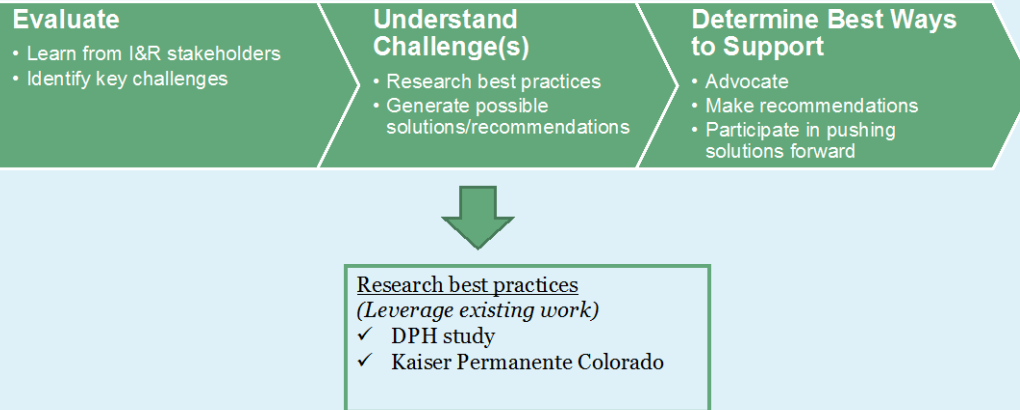 Evaluate
• Learn from I&R stakeholders
• Identify key challenges
Understand
Challenge(s)
• Research best practices
• Generate possible
solutions/recommendations
Determine Best Ways
to Support
• Advocate
• Make recommendations
• Participate in pushing
solutions forward
Research best practices
(Leverage existing work)
✓ DPH study
✓ Kaiser Permanente Colorado